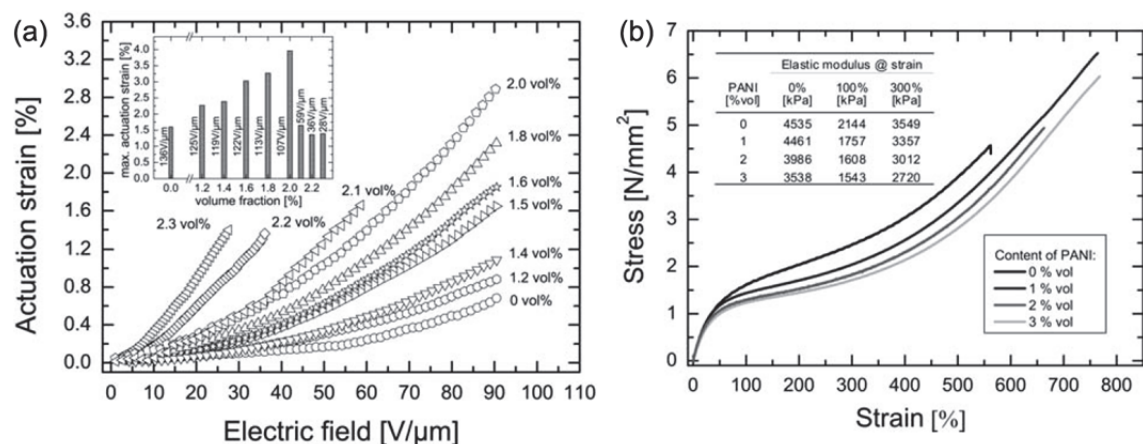 (a)
3.6
3.2
2.8
2.4
2.0
1.6
1.2
0.8
0.4
0.0
Actuation strain [%]
0 10 20 30 40 50 60 70 80 90 100 110
Electric field [V/µm]
max. actuation strain [%]
4.0
3.5
3.0
2.5
2.0
1.5
1.0
0.5
0.0
136V/µm
125V/µm
119V/µm
122V/µm
113V/µm
107V/µm
59V/µm
36V/µm
28V/µm
0.0 1.2 1.4 1.6 1.8 2.0 2.2
volume fraction [%]
2.0 vol%
1.8 vol%
1.6 vol%
1.5 vol%
1.4 vol%
1.2 vol%
0 vol%
2.1 vol%
2.2 vol%
2.3 vol%
(b)
7
6
5
4
3
2
1
0
Stress [N/mm²]
0 100 200 300 400 500 600 700 800
Strain [%]
Elastic modulus @ strain
PANI 0% 100% 300%
[%vol] [kPa] [kPa] [kPa]
0 4535 2144 3549
1 4461 1757 3357
2 3986 1608 3012
3 3538 1543 2720
Content of PANI:
0 % vol
1 % vol
2 % vol
3 % vol